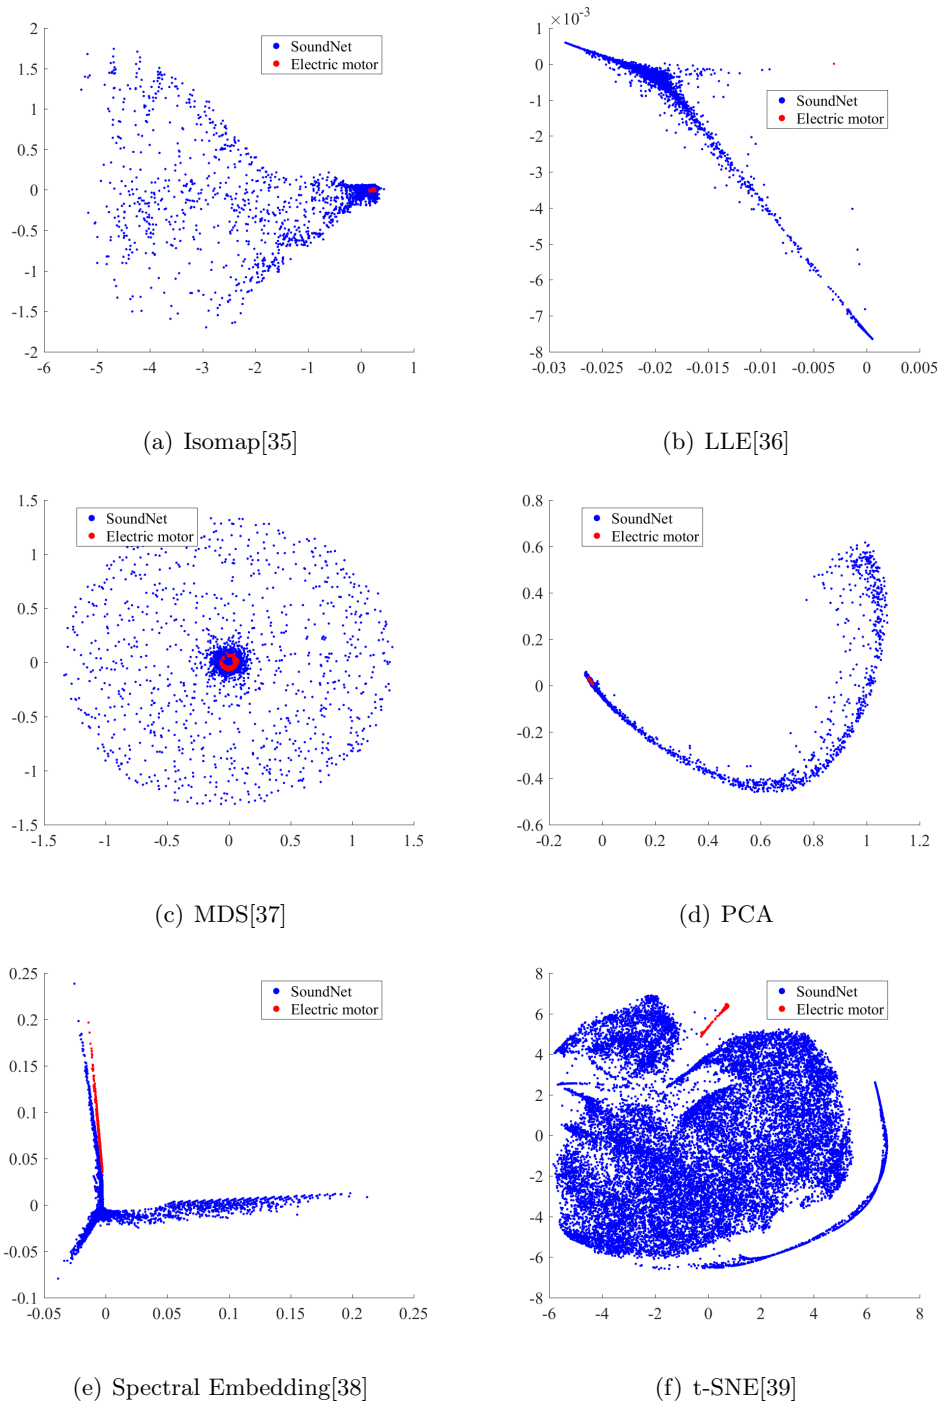 2
1.5
1
0.5
0
-0.5
-1
-1.5
-2
-6 -5 -4 -3 -2 -1 0 1
SoundNet
Electric motor
(a) Isomap[35]
×10-3
1
0
-1
-2
-3
-4
-5
-6
-7
-8
-0.03 -0.025 -0.02 -0.015 -0.01 -0.005 0 0.005
SoundNet
Electric motor
(b) LLE[36]
1.5
1
0.5
0
-0.5
-1
-1.5
-1.5 -1 -0.5 0 0.5 1 1.5
SoundNet
Electric motor
(c) MDS[37]
0.8
0.6
0.4
0.2
0
-0.2
-0.4
-0.6
-0.2 0 0.2 0.4 0.6 0.8 1 1.2
SoundNet
Electric motor
(d) PCA
0.25
0.2
0.15
0.1
0.05
0
-0.05
-0.1
-0.05 0 0.05 0.1 0.15 0.2 0.25
SoundNet
Electric motor
(e) Spectral Embedding[38]
8
6
4
2
0
-2
-4
-6
-8
-6 -4 -2 0 2 4 6 8
SoundNet
Electric motor
(f) t-SNE[39]